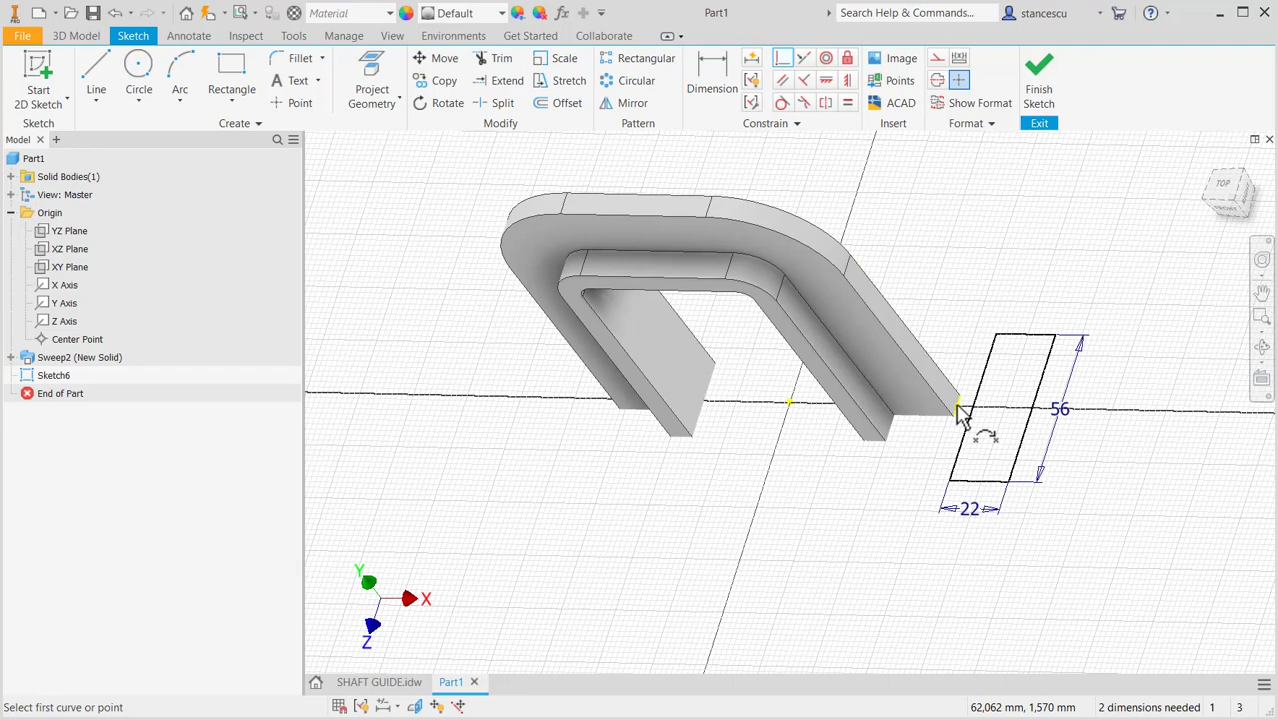 PRO
Material
Default
Part1
Search Help & Commands...
stancescu
File
3D Model
Sketch
Annotate
Inspect
Tools
Manage
View
Environments
Get Started
Collaborate
Start
2D Sketch
Line
Circle
Arc
Rectangle
Fillet
Text
Point
Project
Geometry
Move
Copy
Rotate
Trim
Extend
Split
Scale
Stretch
Offset
Rectangular
Circular
Mirror
Dimension
Image
Points
ACAD
Show Format
Finish
Sketch
Sketch
Create
Modify
Pattern
Constrain
Insert
Format
Exit
Model
Part1
Solid Bodies(1)
View: Master
Origin
YZ Plane
XZ Plane
XY Plane
X Axis
Y Axis
Z Axis
Center Point
Sweep2 (New Solid)
Sketch6
End of Part
TOP
56
22
Y
X
Z
SHAFT GUIDE.idw
Part1
Select first curve or point
62,062 mm, 1,570 mm
2 dimensions needed
1
3